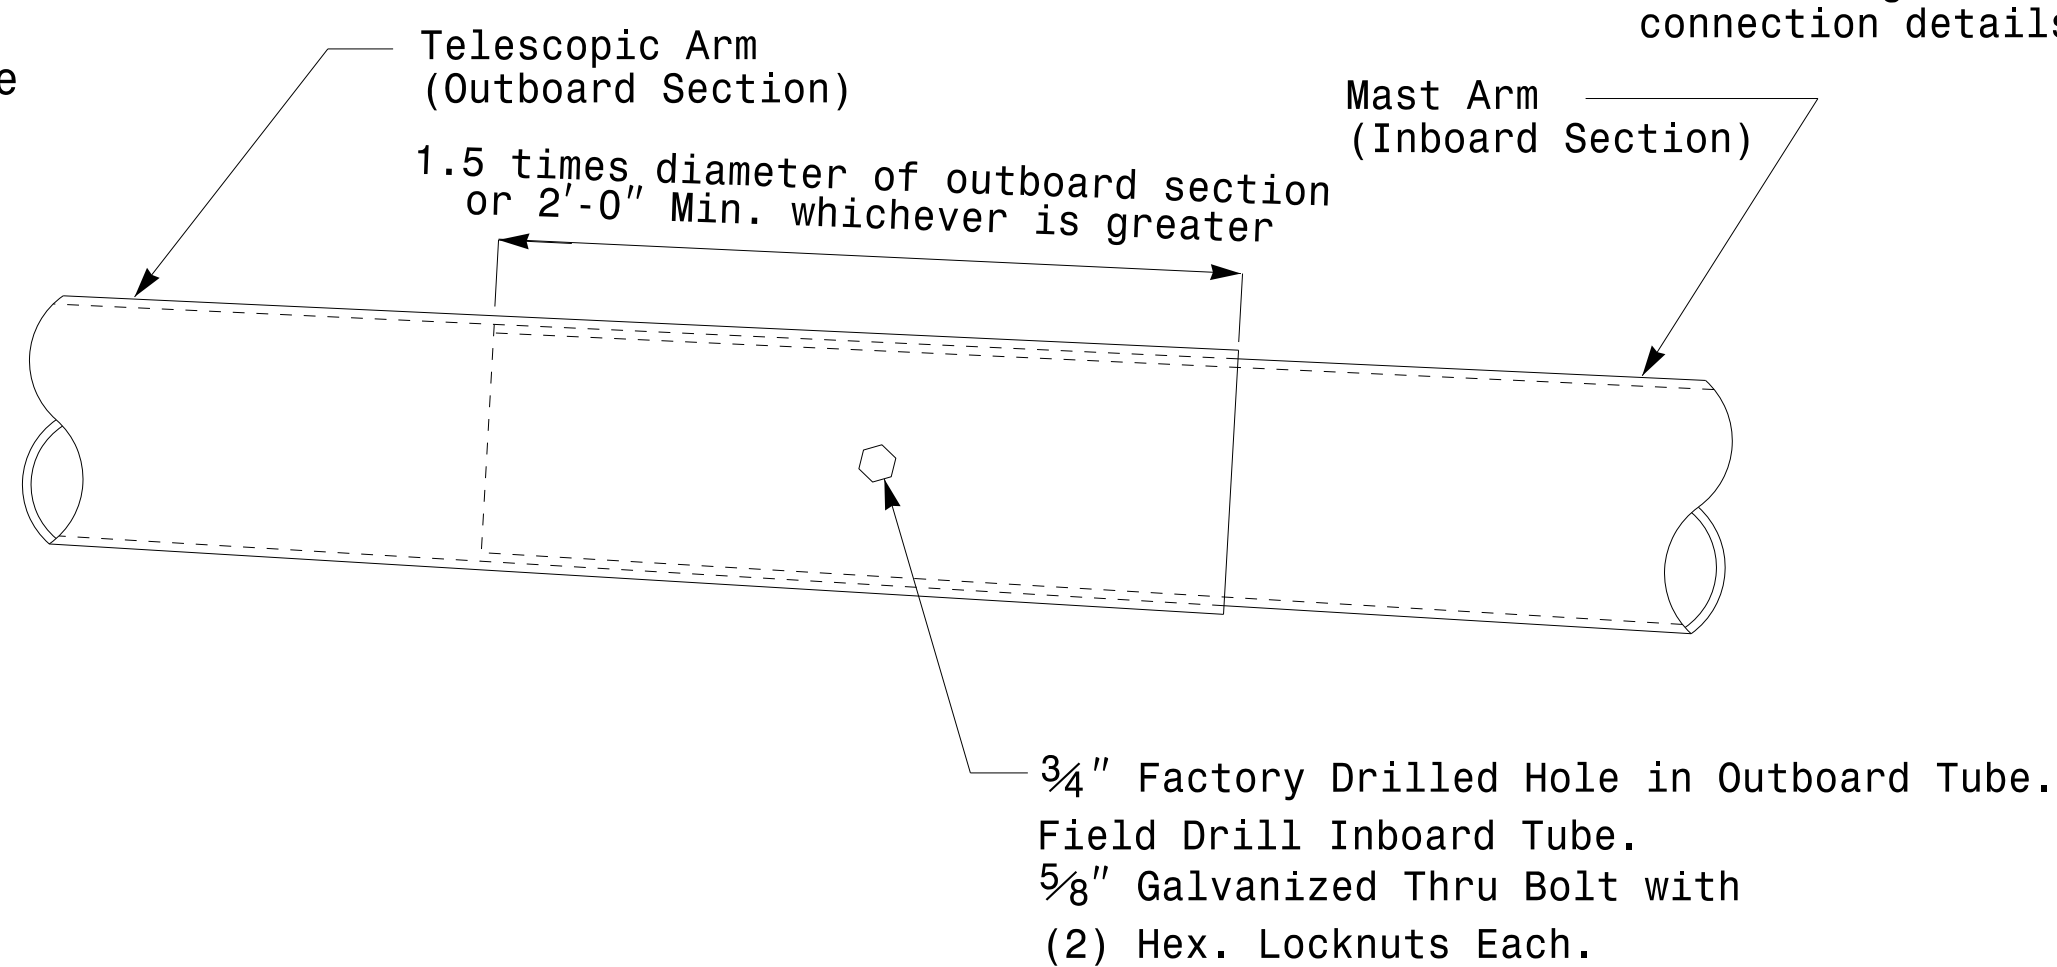 connection details
Telescopic Arm
(Outboard Section)
Mast Arm
(Inboard Section)
1.5 times diameter of outboard section
or 2'-0" Min. whichever is greater
3/4" Factory Drilled Hole in Outboard Tube.
Field Drill Inboard Tube.
5/8" Galvanized Thru Bolt with
(2) Hex. Locknuts Each.